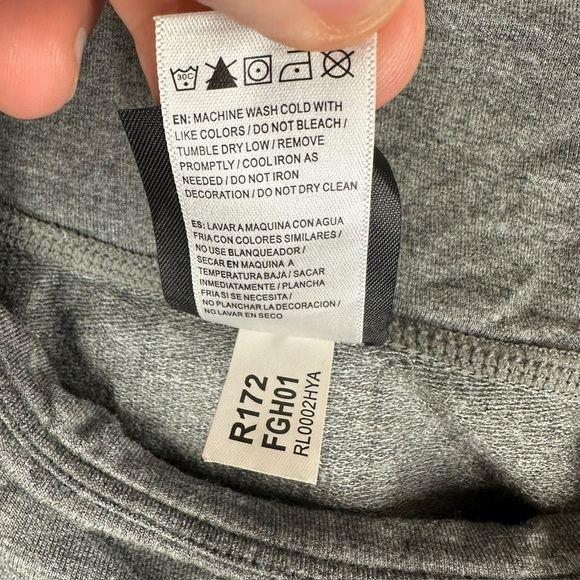 30C
EN: MACHINE WASH COLD WITH
LIKE COLORS / DO NOT BLEACH /
TUMBLE DRY LOW / REMOVE
PROMPTLY / COOL IRON AS
NEEDED / DO NOT IRON
DECORATION / DO NOT DRY CLEAN
ES: LAVAR A MAQUINA CON AGUA
FRIA CON COLORES SIMILARES /
NO USE BLANQUEADOR /
SECAR EN MAQUINA A
TEMPERATURA BAJA / SACAR
INMEDIATAMENTE / PLANCHA
FRIA SI SE NECESITA /
NO PLANCHAR LA DECORACION /
NO LAVAR EN SECO
R172
FGH01
RL0002HYA